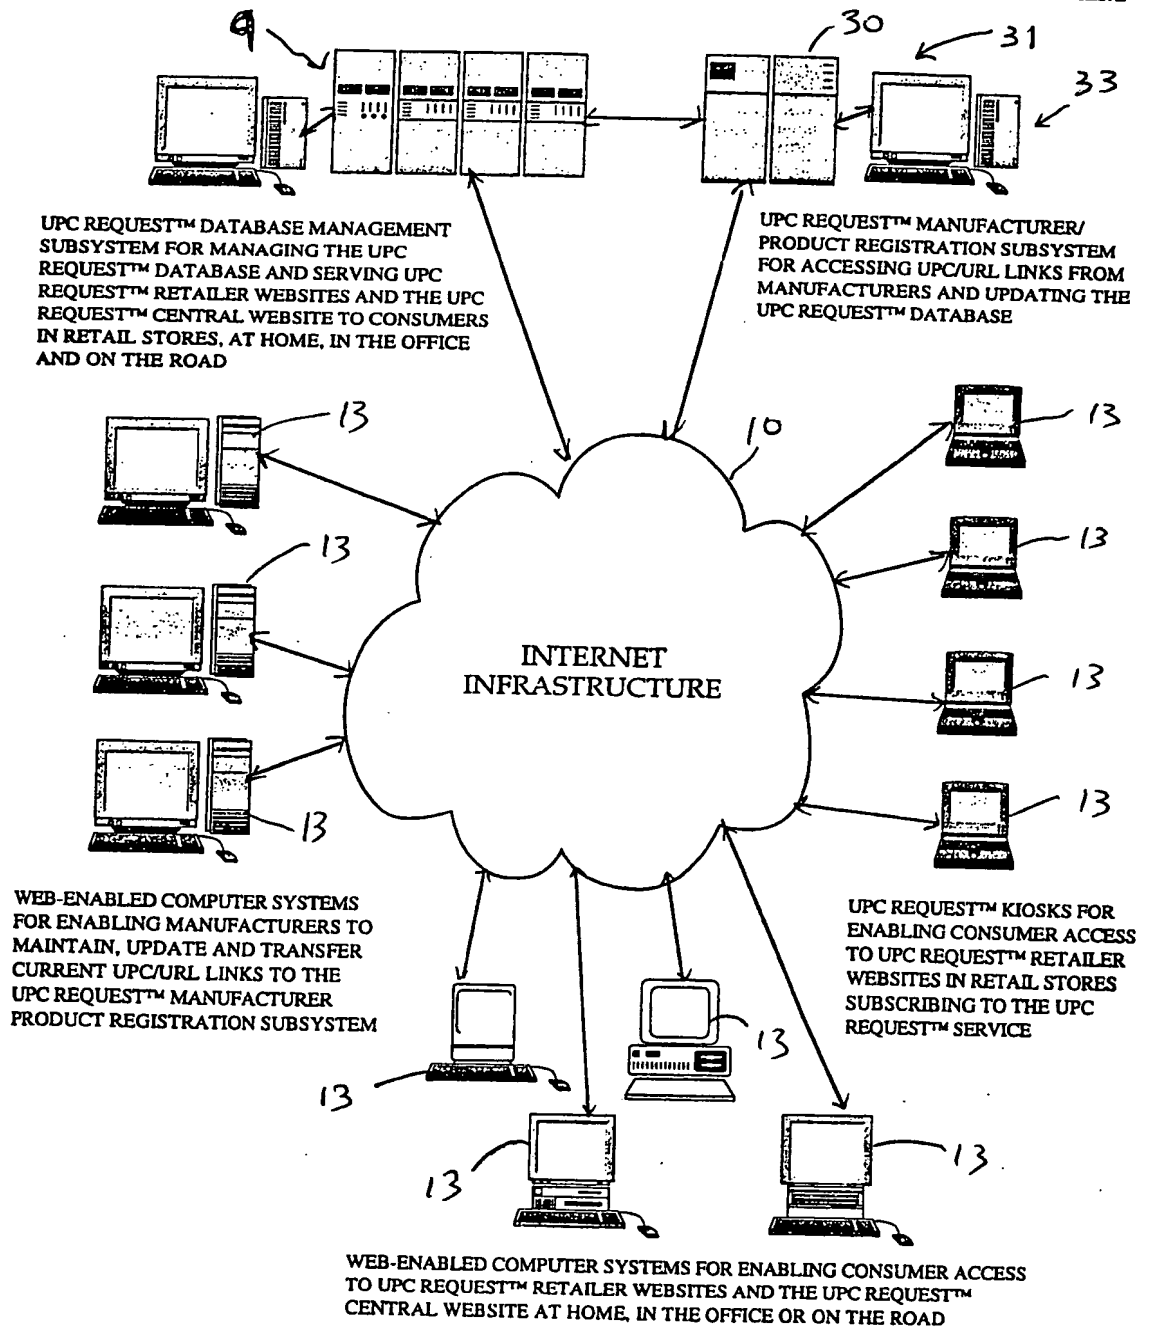 9
30
31
33
UPC REQUEST™ DATABASE MANAGEMENT
SUBSYSTEM FOR MANAGING THE UPC
REQUEST™ DATABASE AND SERVING UPC
REQUEST™ RETAILER WEBSITES AND THE UPC
REQUEST™ CENTRAL WEBSITE TO CONSUMERS
IN RETAIL STORES, AT HOME, IN THE OFFICE
AND ON THE ROAD
UPC REQUEST™ MANUFACTURER/
PRODUCT REGISTRATION SUBSYSTEM
FOR ACCESSING UPC/URL LINKS FROM
MANUFACTURERS AND UPDATING THE
UPC REQUEST™ DATABASE
13
13
10
13
13
INTERNET
INFRASTRUCTURE
13
13
13
WEB-ENABLED COMPUTER SYSTEMS
FOR ENABLING MANUFACTURERS TO
MAINTAIN, UPDATE AND TRANSFER
CURRENT UPC/URL LINKS TO THE
UPC REQUEST™ MANUFACTURER
PRODUCT REGISTRATION SUBSYSTEM
UPC REQUEST™ KIOSKS FOR
ENABLING CONSUMER ACCESS
TO UPC REQUEST™ RETAILER
WEBSITES IN RETAIL STORES
SUBSCRIBING TO THE UPC
REQUEST™ SERVICE
13
13
13
13
WEB-ENABLED COMPUTER SYSTEMS FOR ENABLING CONSUMER ACCESS
TO UPC REQUEST™ RETAILER WEBSITES AND THE UPC REQUEST™
CENTRAL WEBSITE AT HOME, IN THE OFFICE OR ON THE ROAD